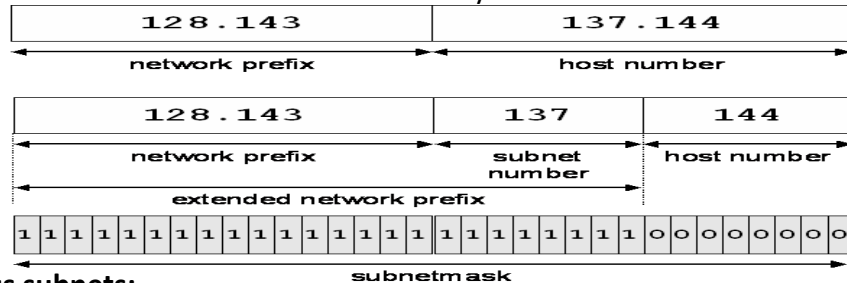 128.143 137.144
network prefix host number
128.143 137 144
network prefix subnet number host number
extended network prefix
1 1 1 1 1 1 1 1 1 1 1 1 1 1 1 1 1 1 1 1 1 1 1 1 0 0 0 0 0 0 0 0
subnets:
subnetmask